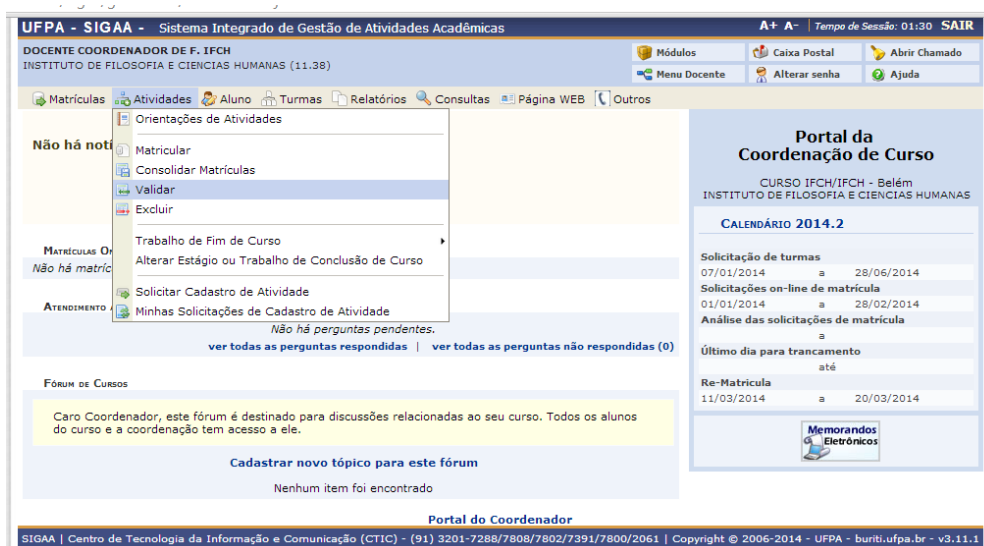 UFPA - SIGAA - Sistema Integrado de Gestão de Atividades Acadêmicas
A+ A- | Tempo de Sessão: 01:30 SAIR
DOCENTE COORDENADOR DE F. IFCH
INSTITUTO DE FILOSOFIA E CIENCIAS HUMANAS (11.38)
Módulos
Caixa Postal
Abrir Chamado
Menu Docente
Alterar senha
Ajuda
Matrículas Atividades Aluno Turmas Relatórios Consultas Página WEB Outros
Orientações de Atividades
Matricular
Consolidar Matrículas
Validar
Excluir
Trabalho de Fim de Curso
Alterar Estágio ou Trabalho de Conclusão de Curso
Solicitar Cadastro de Atividade
Minhas Solicitações de Cadastro de Atividade
Não há notí
Matrículas O
Não há matríc
Atendimento
Não há perguntas pendentes.
ver todas as perguntas respondidas | ver todas as perguntas não respondidas (0)
Fórum de Cursos
Caro Coordenador, este fórum é destinado para discussões relacionadas ao seu curso. Todos os alunos
do curso e a coordenação tem acesso a ele.
Cadastrar novo tópico para este fórum
Nenhum item foi encontrado
Portal da
Coordenação de Curso
CURSO IFCH/IFCH - Belém
INSTITUTO DE FILOSOFIA E CIENCIAS HUMANAS
Calendário 2014.2
Solicitação de turmas
07/01/2014 a 28/06/2014
Solicitações on-line de matrícula
01/01/2014 a 28/02/2014
Análise das solicitações de matrícula
a
Último dia para trancamento
até
Re-Matricula
11/03/2014 a 20/03/2014
Memorandos
Eletrônicos
Portal do Coordenador
SIGAA | Centro de Tecnologia da Informação e Comunicação (CTIC) - (91) 3201-7288/7808/7802/7391/7800/2061 | Copyright © 2006-2014 - UFPA - buriti.ufpa.br - v3.11.1